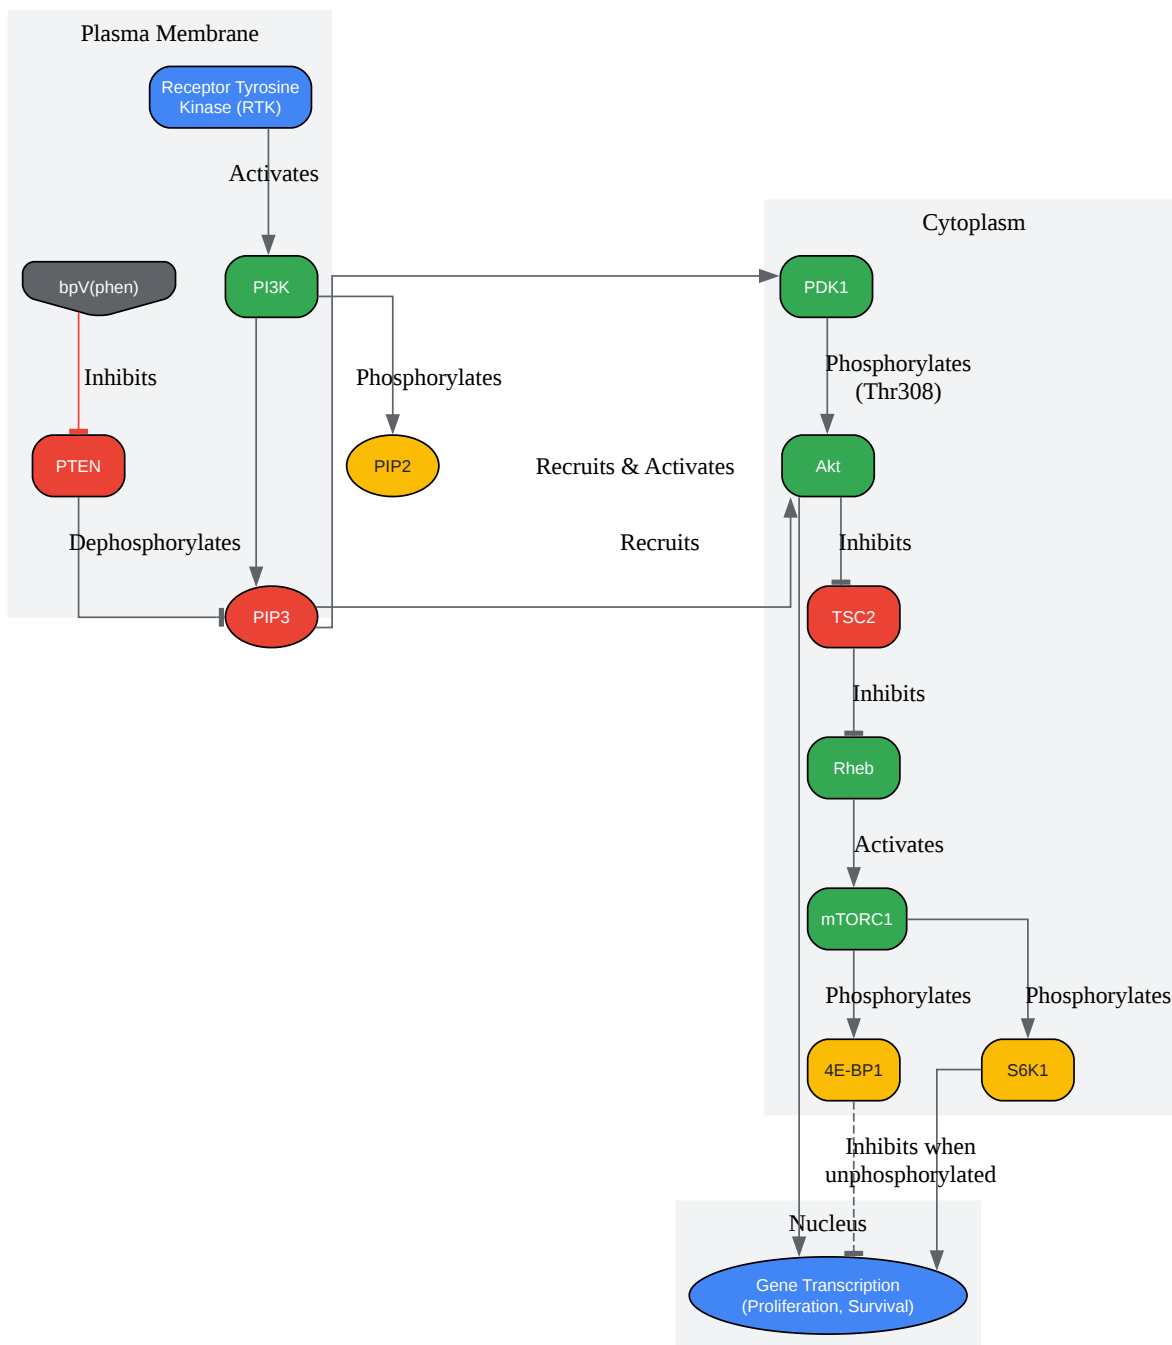 Plasma Membrane
Receptor Tyrosine
Kinase (RTK)
Activates
Cytoplasm
bpV(phen)
PI3K
PDK1
Inhibits
Phosphorylates
Phosphorylates
(Thr308)
PTEN
PIP2
Recruits & Activates
Akt
Dephosphorylates
Recruits
Inhibits
PIP3
TSC2
Inhibits
Rheb
Activates
mTORC1
Phosphorylates
Phosphorylates
4E-BP1
S6K1
Inhibits when
unphosphorylated
Nucleus
Gene Transcription
(Proliferation, Survival)